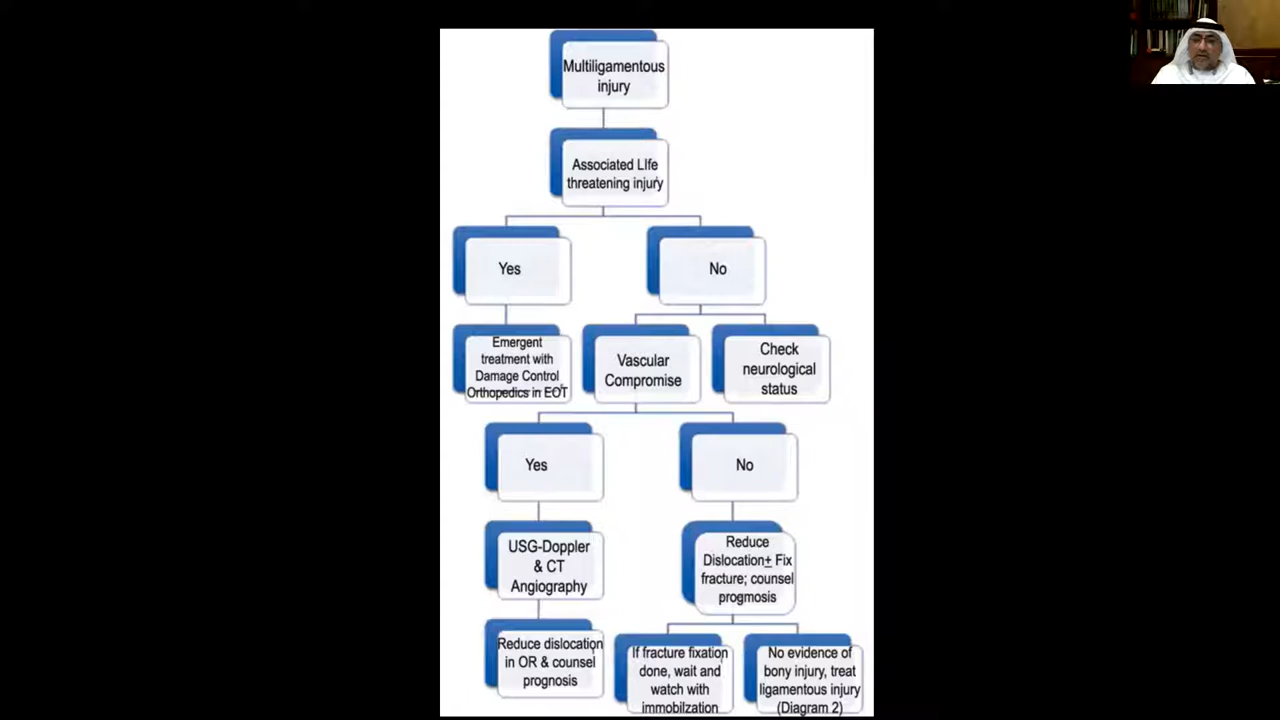 Multiligamentous
injury
Associated LIfe
threatening injury
Yes
No
Emergent
treatment with
Damage Control
Orthopedics in EOT
Vascular
Compromise
Check
neurological
status
Yes
No
USG-Doppler
& CT
Angiography
Reduce
Dislocation± Fix
fracture; counsel
progmosis
Reduce dislocation
in OR & counsel
prognosis
If fracture fixation
done, wait and
watch with
immobilzation
No evidence of
bony injury, treat
ligamentous injury
(Diagram 2)